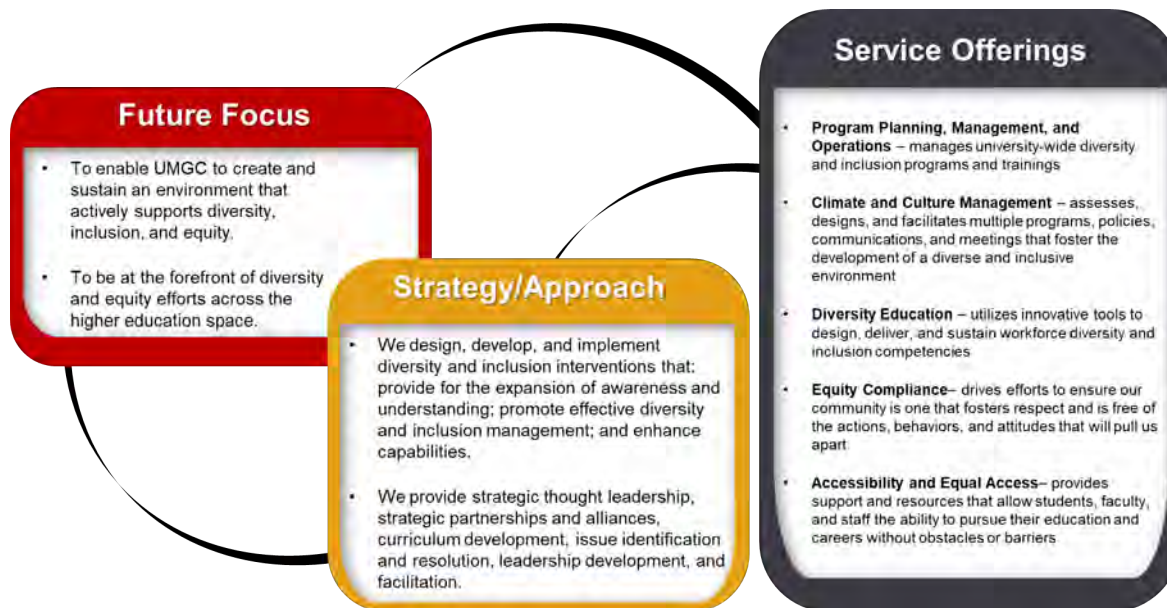 Future Focus
• To enable UMGC to create and
sustain an environment that
actively supports diversity,
inclusion, and equity.
• To be at the forefront of diversity
and equity efforts across the
higher education space.
Strategy/Approach
• We design, develop, and implement
diversity and inclusion interventions that:
provide for the expansion of awareness and
understanding; promote effective diversity
and inclusion management; and enhance
capabilities.
• We provide strategic thought leadership,
strategic partnerships and alliances,
curriculum development, issue identification
and resolution, leadership development, and
facilitation.
Service Offerings
• Program Planning, Management, and
Operations – manages university-wide diversity
and inclusion programs and trainings
• Climate and Culture Management – assesses,
designs, and facilitates multiple programs, policies,
communications, and meetings that foster the
development of a diverse and inclusive
environment
• Diversity Education – utilizes innovative tools to
design, deliver, and sustain workforce diversity and
inclusion competencies
• Equity Compliance– drives efforts to ensure our
community is one that fosters respect and is free of
the actions, behaviors, and attitudes that will pull us
apart
• Accessibility and Equal Access– provides
support and resources that allow students, faculty,
and staff the ability to pursue their education and
careers without obstacles or barriers